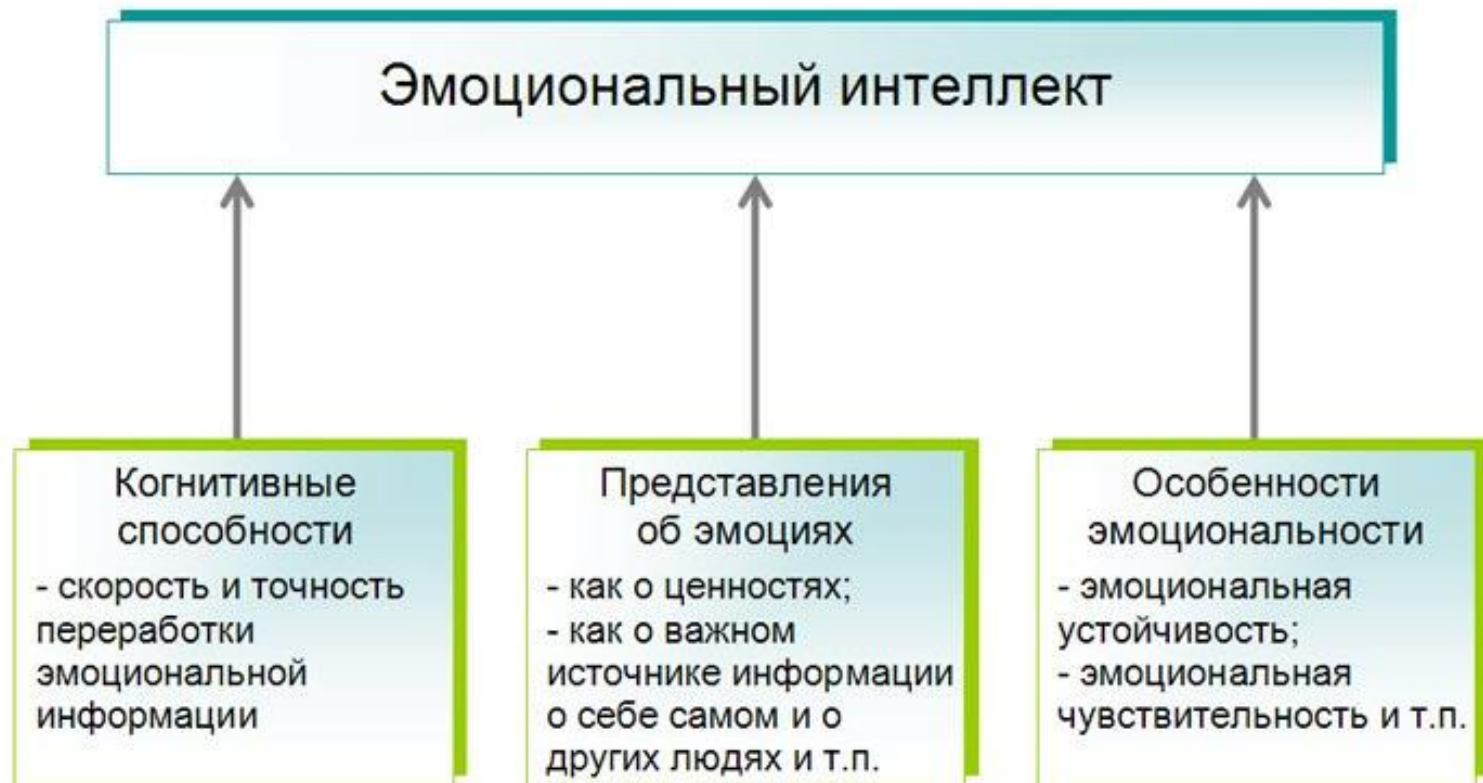 Эмоциональный интеллект
Когнитивные
способности
- скорость и точность
переработки
эмоциональной
информации
Представления
об эмоциях
- как о ценностях;
- как о важном
источнике информации
о себе самом и о
других людях и т.п.
Особенности
эмоциональности
- эмоциональная
устойчивость;
- эмоциональная
чувствительность и т.п.